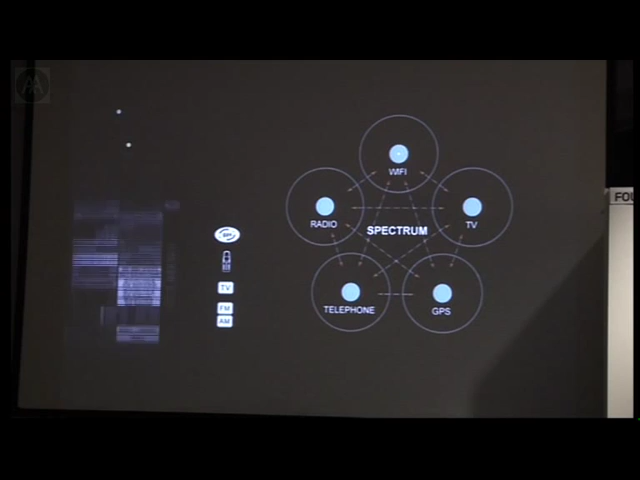 WIFI
RADIO
TV
SPECTRUM
TELEPHONE
GPS
TV
FM
AM
FOU